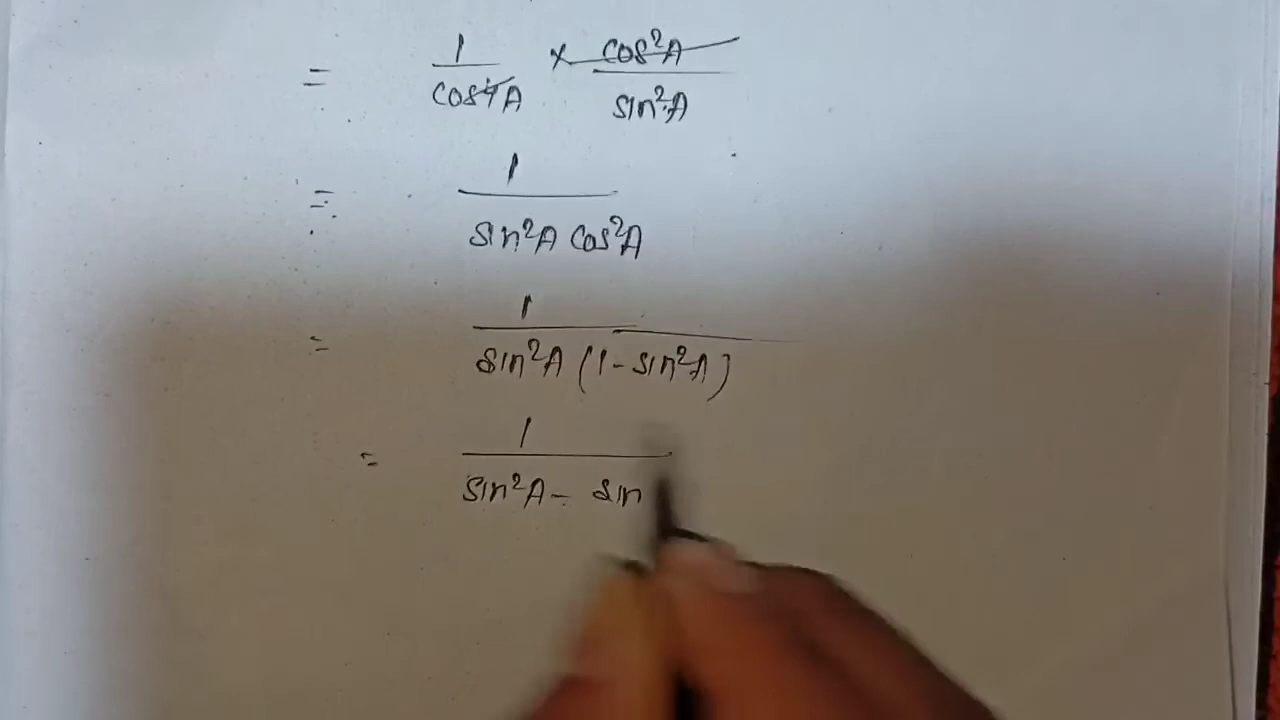 = 1/cos⁴A × cos²A/sin²A
= 1/sin²A cos²A
= 1/sin²A (1 - sin²A)
= 1/sin²A - sin